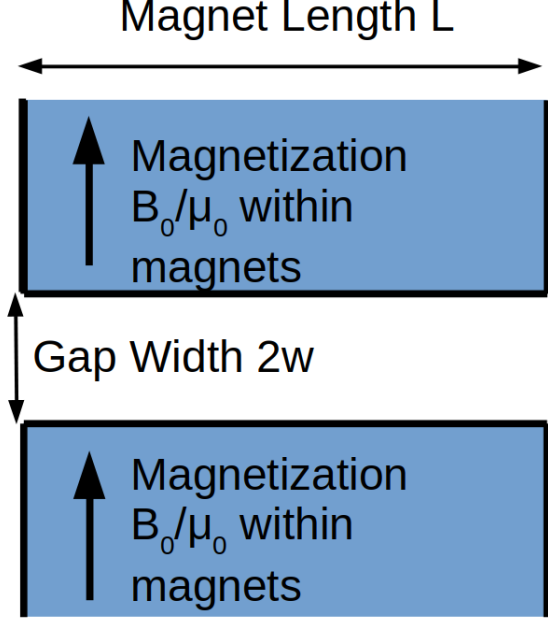 Magnet Length L
Magnetization
B₀/μ₀ within
magnets
Gap Width 2w
Magnetization
B₀/μ₀ within
magnets